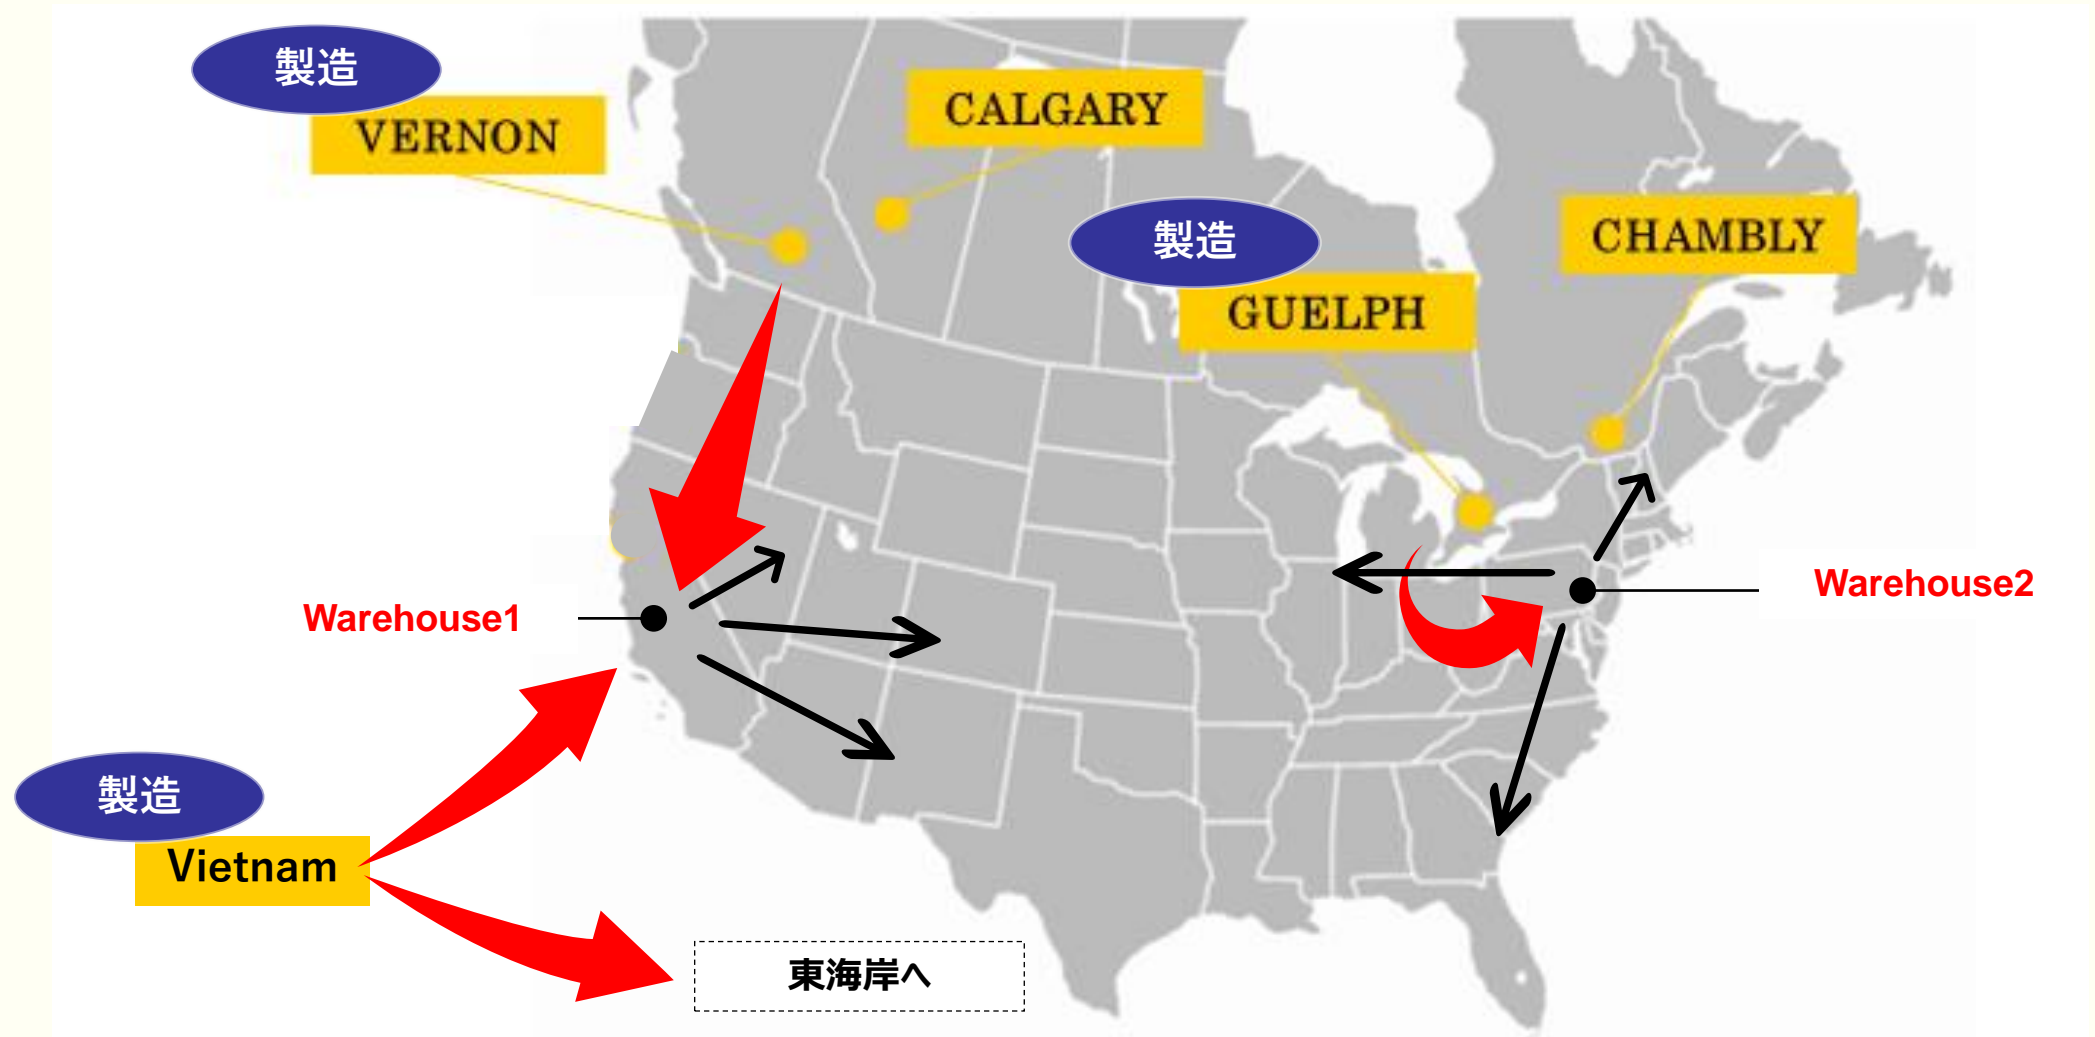 製造
VERNON
CALGARY
製造
GUELPH
CHAMBLY
Warehouse1
Warehouse2
製造
Vietnam
東海岸へ